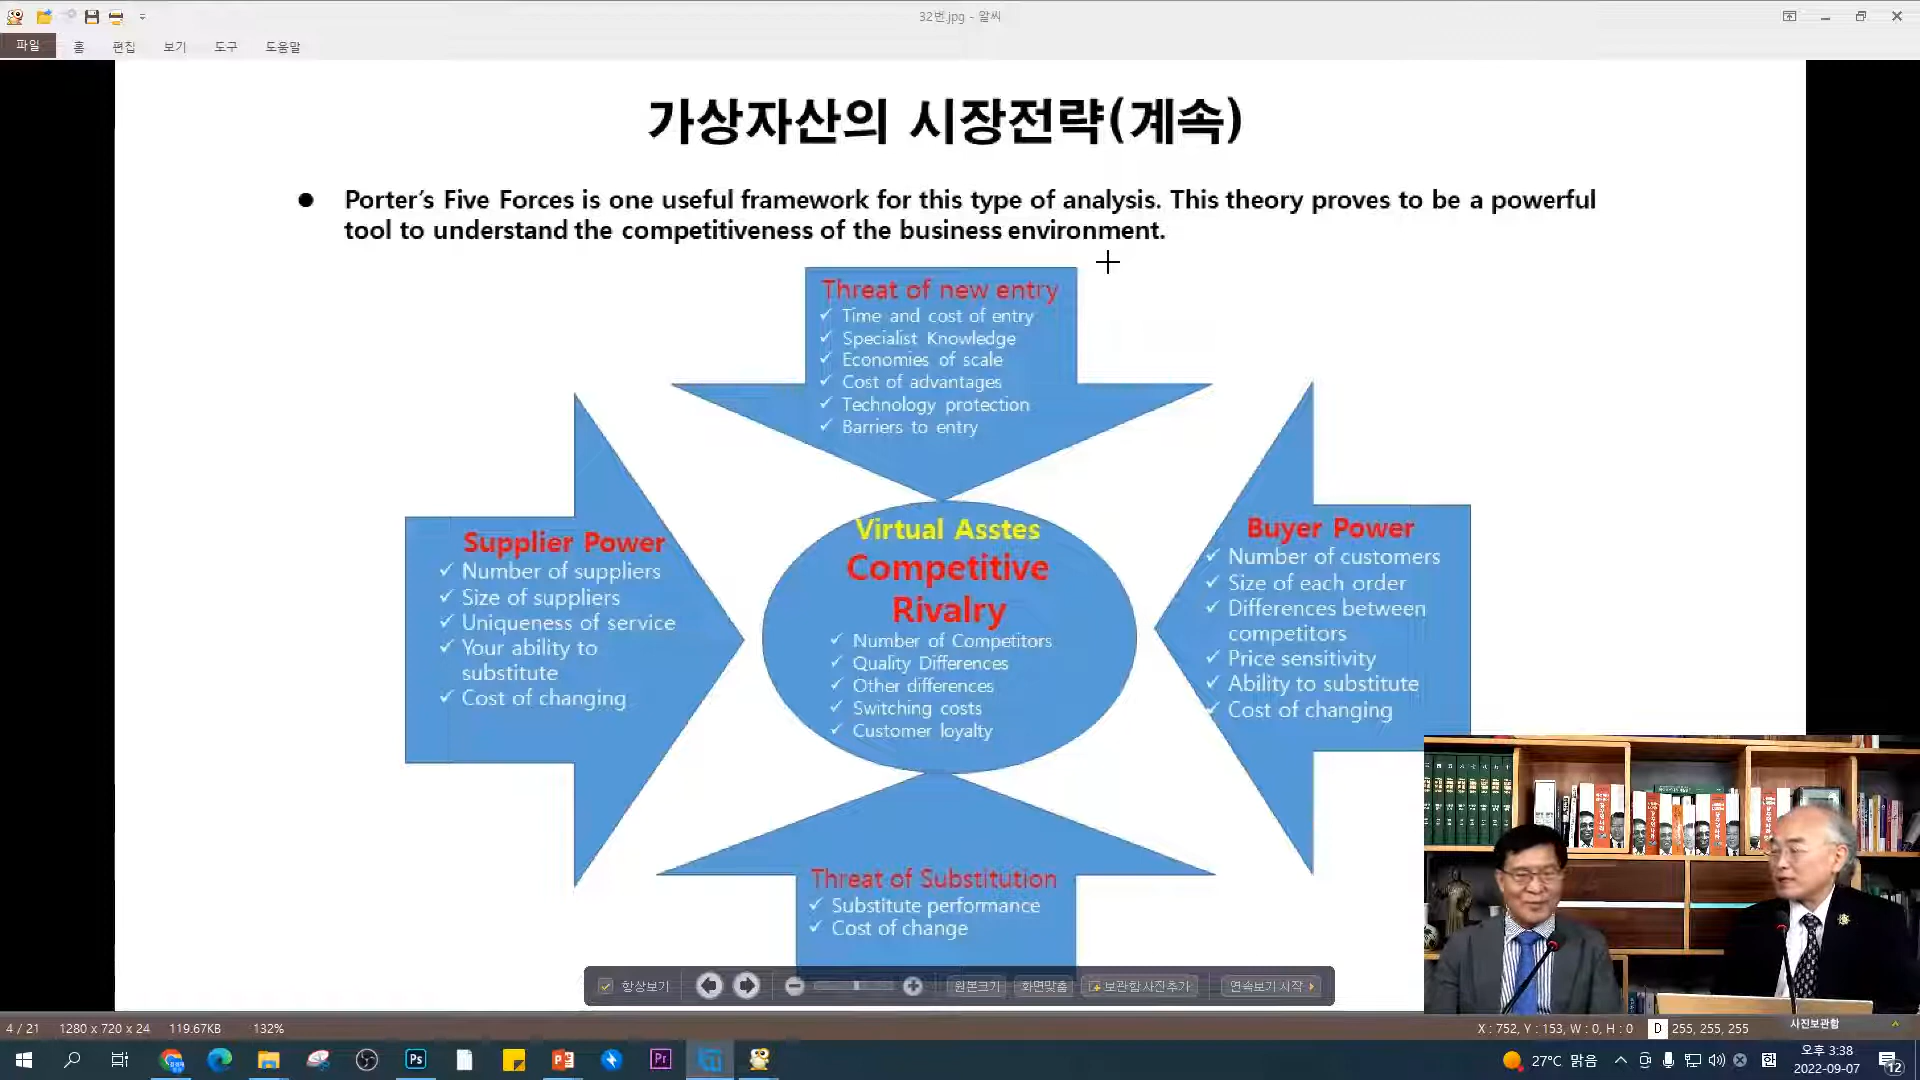 32번.jpg - 알씨
파일 홈 편집 보기 도구 도움말
가상자산의 시장전략(계속)
● Porter's Five Forces is one useful framework for this type of analysis. This theory proves to be a powerful
tool to understand the competitiveness of the business environment.
Threat of new entry
✓ Time and cost of entry
✓ Specialist Knowledge
✓ Economies of scale
✓ Cost of advantages
✓ Technology protection
✓ Barriers to entry
Supplier Power
✓ Number of suppliers
✓ Size of suppliers
✓ Uniqueness of service
✓ Your ability to
substitute
✓ Cost of changing
Virtual Asstes
Competitive
Rivalry
✓ Number of Competitors
✓ Quality Differences
✓ Other differences
✓ Switching costs
✓ Customer loyalty
Buyer Power
✓ Number of customers
✓ Size of each order
✓ Differences between
competitors
✓ Price sensitivity
✓ Ability to substitute
✓ Cost of changing
Threat of Substitution
✓ Substitute performance
✓ Cost of change
항상보기 원본크기 화면맞춤 보관함사진추가 연속보기 시작
4 / 21 1280 x 720 x 24 119.67KB 132% X : 752, Y : 153, W : 0, H : 0 D 255, 255, 255 사진보관함
Ps Pr 27°C 맑음 한 오후 3:38
2022-09-07 12